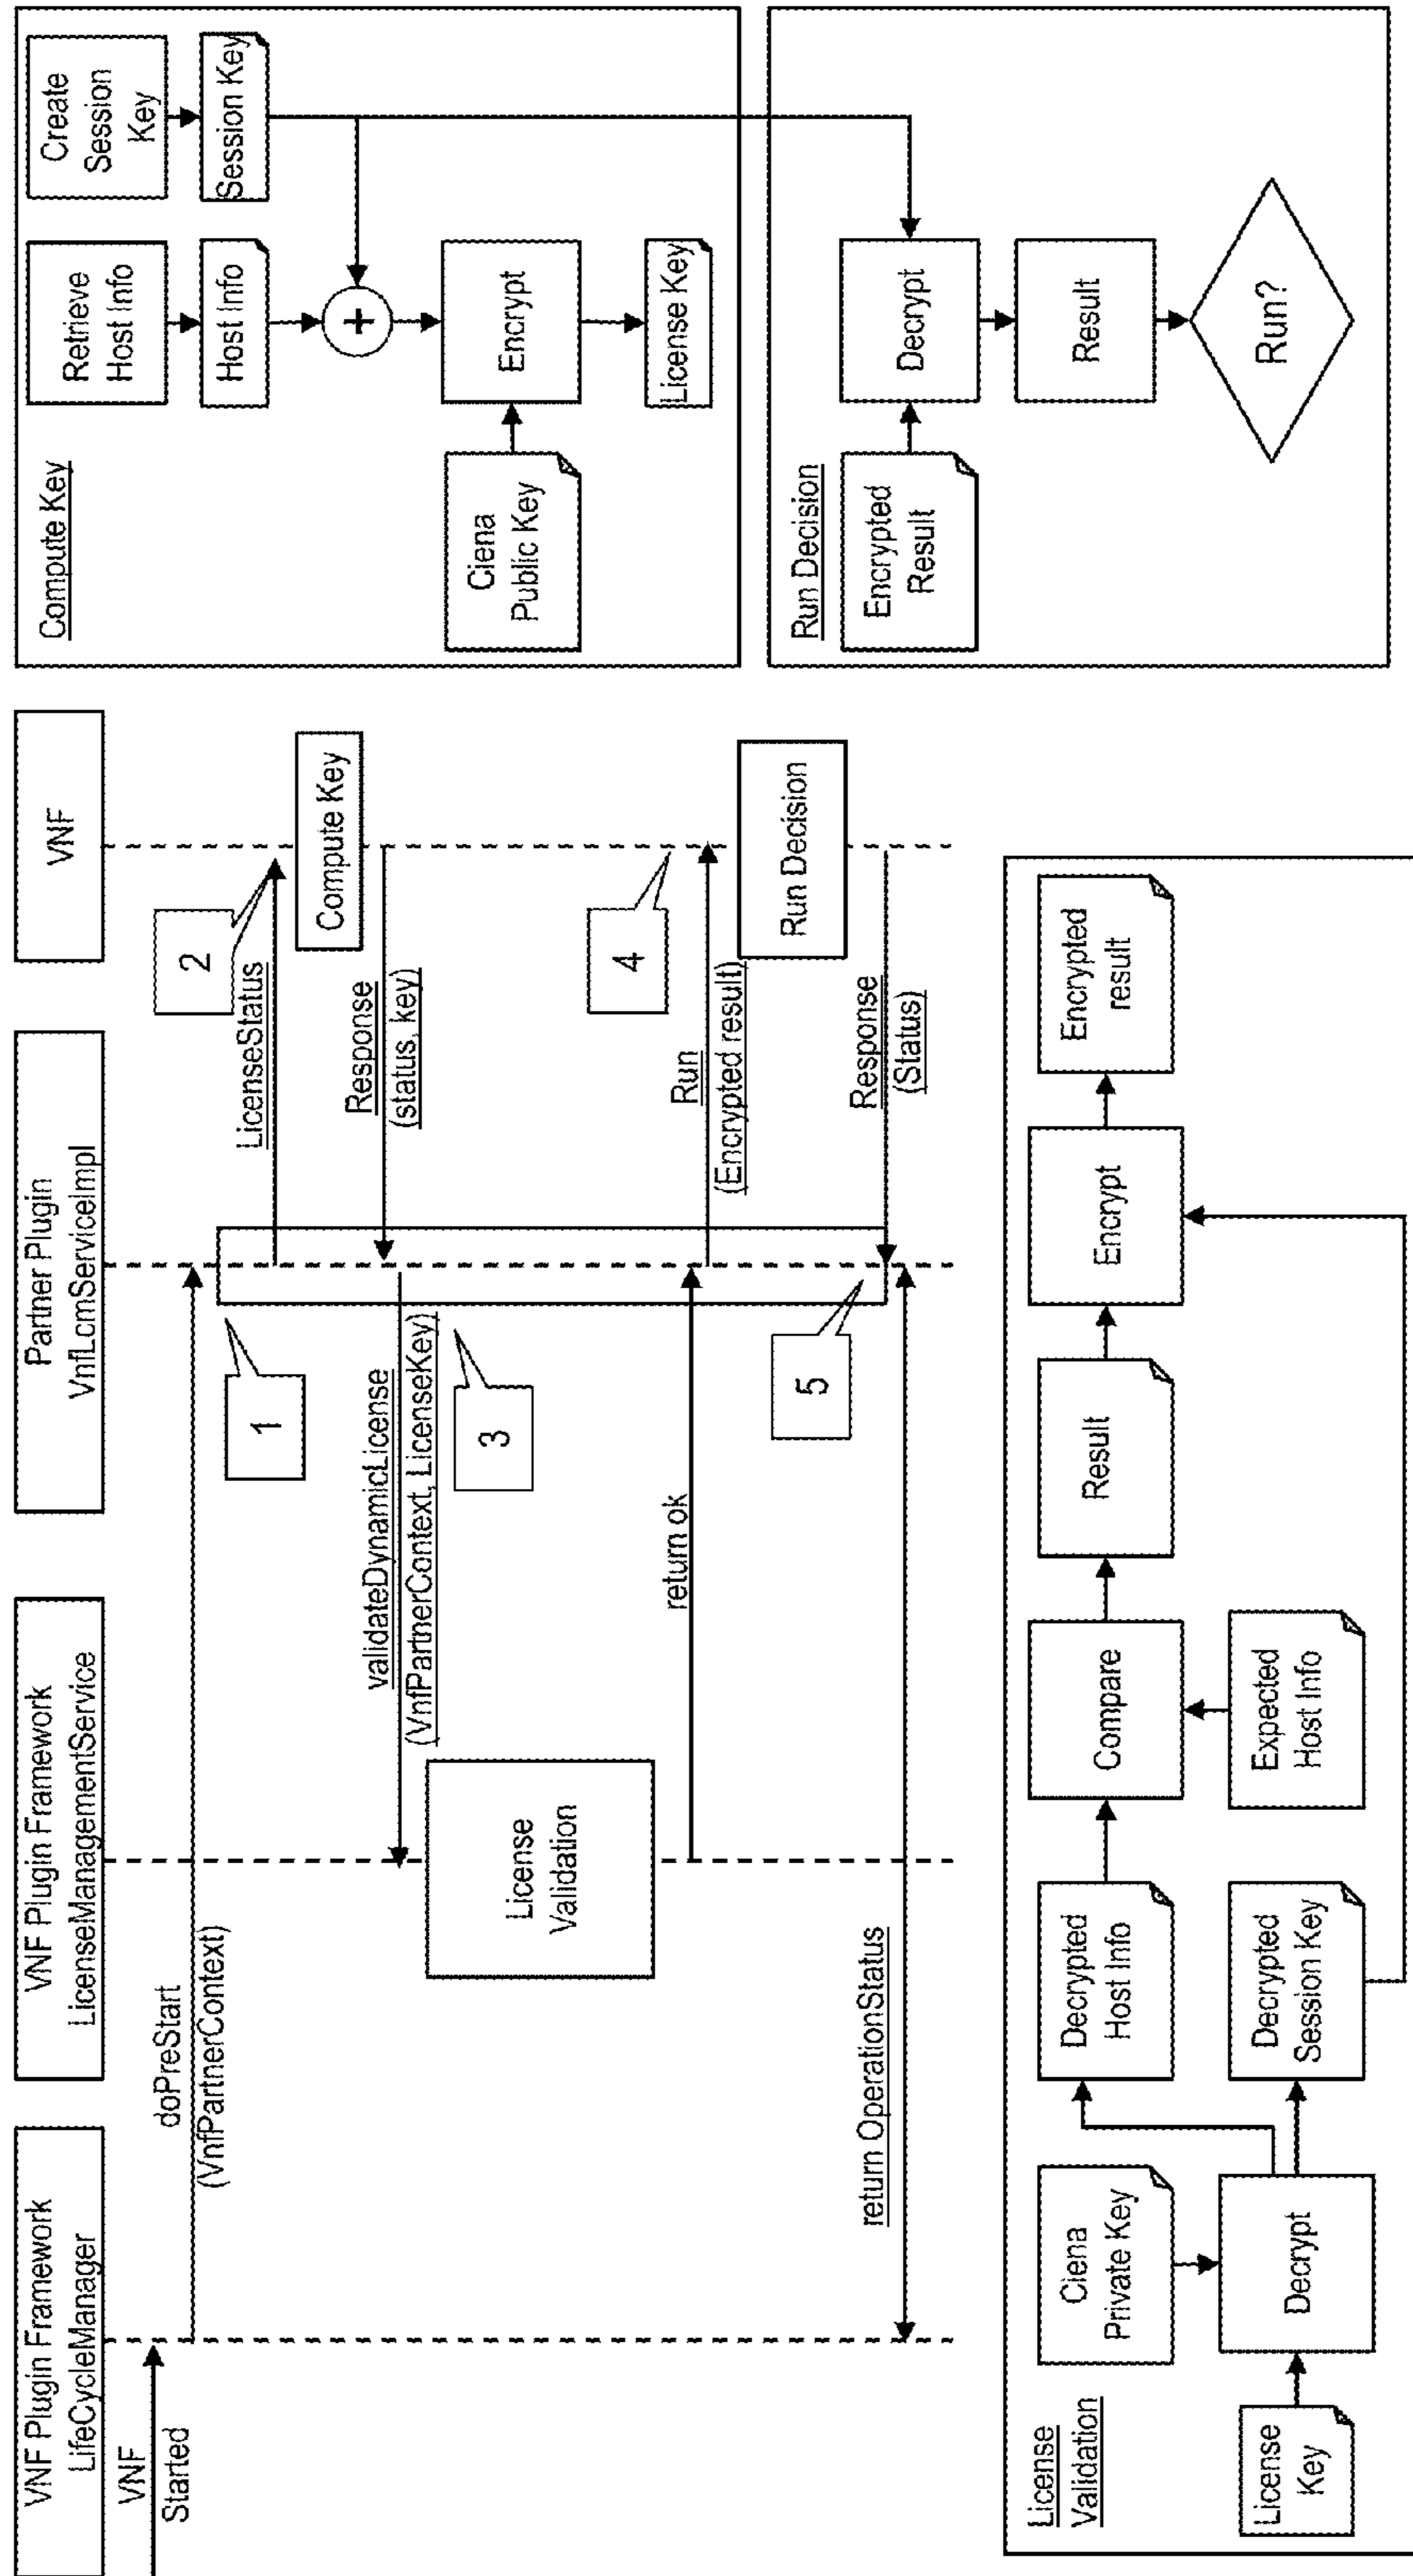 VNF Plugin Framework
LifeCycleManager
VNF Plugin Framework
LicenseManagementService
Partner Plugin
VnfLcmServiceImpl
VNF
VNF
Started
doPreStart
(VnfPartnerContext)
1
2
LicenseStatus
Compute Key
Response
(status, key)
validateDynamicLicense
(VnfPartnerContext, LicenseKey)
3
License
Validation
return ok
4
Run
(Encrypted result)
Run Decision
5
Response
(Status)
return OperationStatus
Compute Key
Retrieve
Host Info
Create
Session
Key
Host Info
Session Key
+
Ciena
Public Key
Encrypt
License Key
Run Decision
Encrypted
Result
Decrypt
Result
Run?
License
Validation
License
Key
Ciena
Private Key
Decrypt
Decrypted
Host Info
Decrypted
Session Key
Compare
Expected
Host Info
Result
Encrypt
Encrypted
result